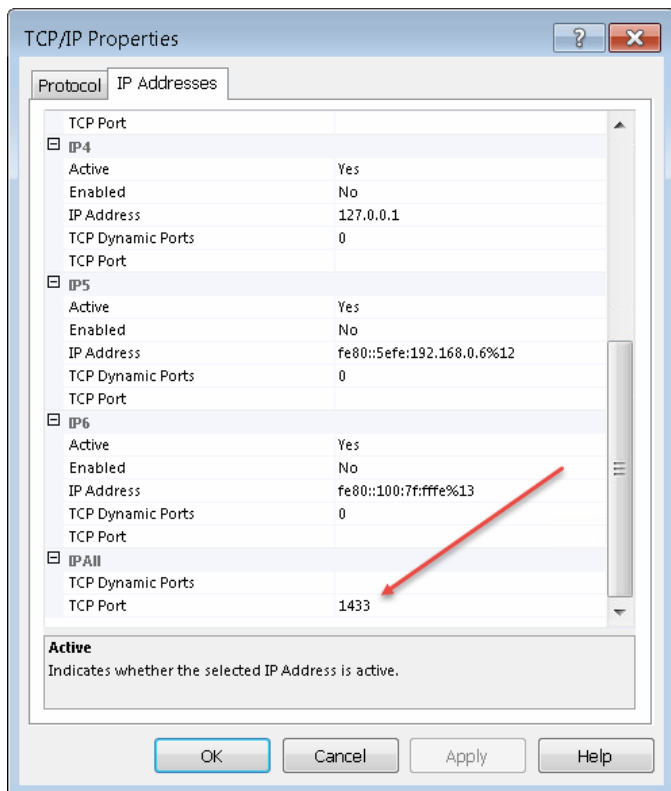 TCP/IP Properties
Protocol IP Addresses
TCP Port
IP4
Active Yes
Enabled No
IP Address 127.0.0.1
TCP Dynamic Ports 0
TCP Port
IP5
Active Yes
Enabled No
IP Address fe80::5efe:192.168.0.6%12
TCP Dynamic Ports 0
TCP Port
IP6
Active Yes
Enabled No
IP Address fe80::100:7f:fffe%13
TCP Dynamic Ports 0
TCP Port
IPAll
TCP Dynamic Ports
TCP Port 1433
Active
Indicates whether the selected IP Address is active.
OK Cancel Apply Help